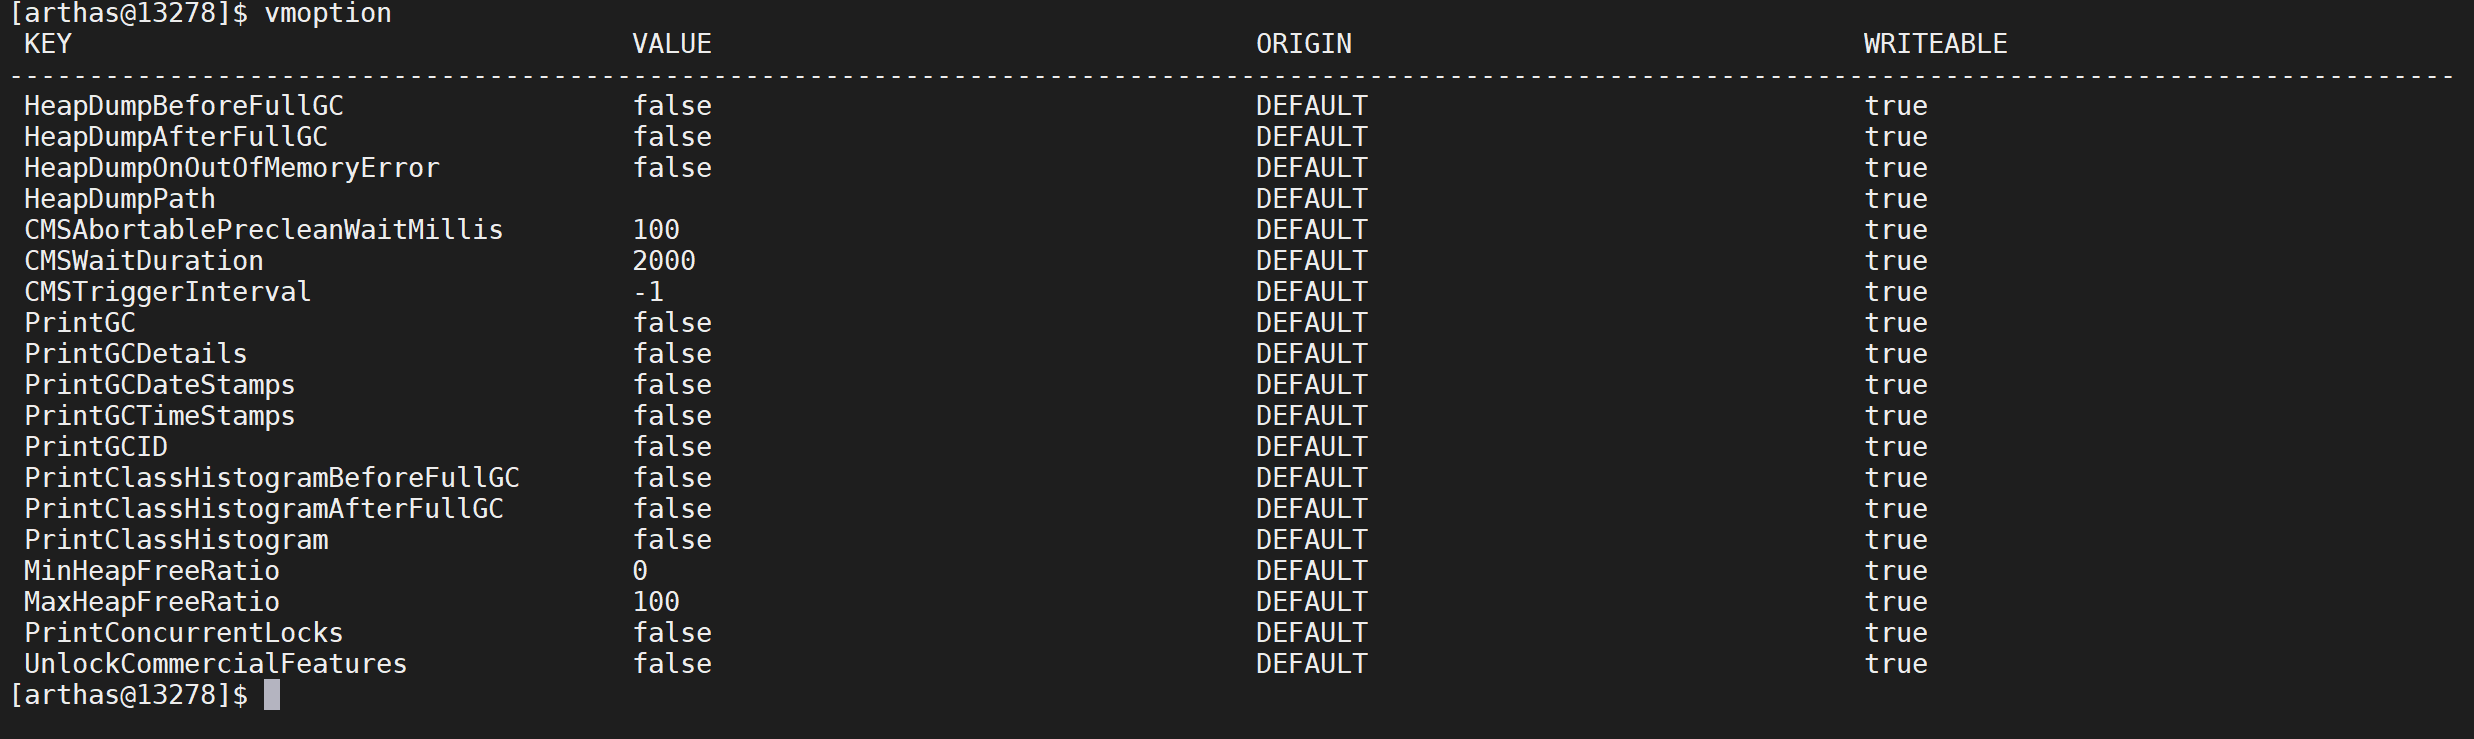 [arthas@13278]$ vmoption
KEY VALUE ORIGIN WRITEABLE
--------------------------------------------------------------------------------------------------------------------------------------------------------
HeapDumpBeforeFullGC false DEFAULT true
HeapDumpAfterFullGC false DEFAULT true
HeapDumpOnOutOfMemoryError false DEFAULT true
HeapDumpPath DEFAULT true
CMSAbortablePrecleanWaitMillis 100 DEFAULT true
CMSWaitDuration 2000 DEFAULT true
CMSTriggerInterval -1 DEFAULT true
PrintGC false DEFAULT true
PrintGCDetails false DEFAULT true
PrintGCDateStamps false DEFAULT true
PrintGCTimeStamps false DEFAULT true
PrintGCID false DEFAULT true
PrintClassHistogramBeforeFullGC false DEFAULT true
PrintClassHistogramAfterFullGC false DEFAULT true
PrintClassHistogram false DEFAULT true
MinHeapFreeRatio 0 DEFAULT true
MaxHeapFreeRatio 100 DEFAULT true
PrintConcurrentLocks false DEFAULT true
UnlockCommercialFeatures false DEFAULT true
[arthas@13278]$